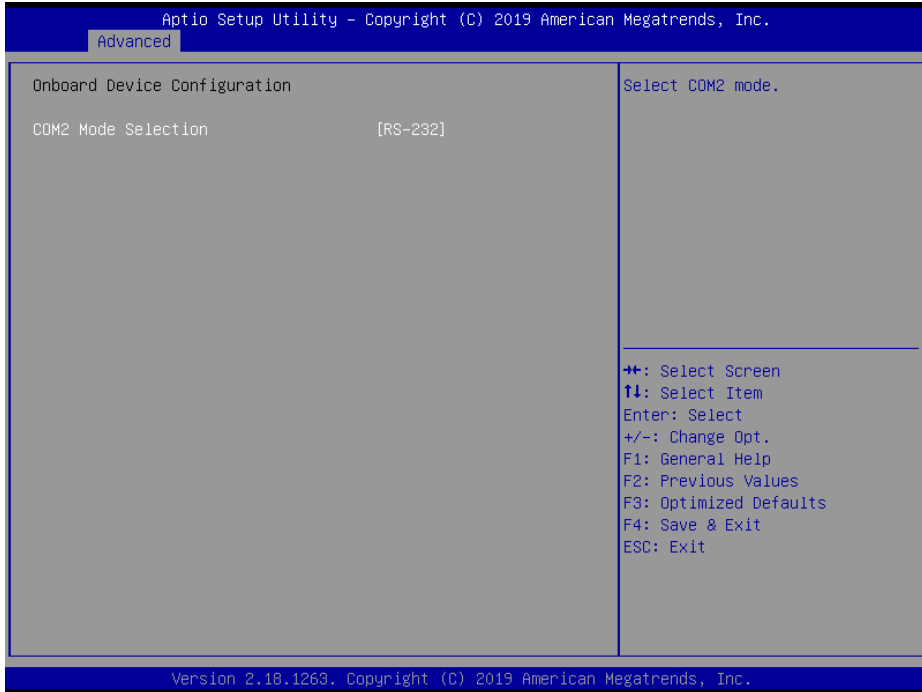 Aptio Setup Utility – Copyright (C) 2019 American Megatrends, Inc.
Advanced
Onboard Device Configuration
COM2 Mode Selection [RS-232]
Select COM2 mode.
→←: Select Screen
↑↓: Select Item
Enter: Select
+/-: Change Opt.
F1: General Help
F2: Previous Values
F3: Optimized Defaults
F4: Save & Exit
ESC: Exit
Version 2.18.1263. Copyright (C) 2019 American Megatrends, Inc.